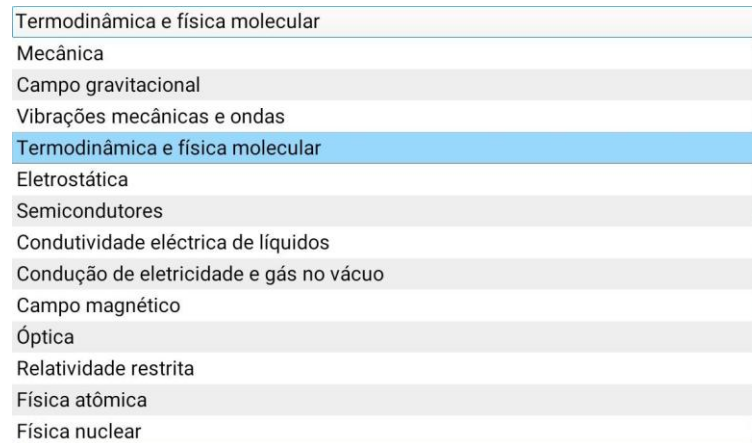 Termodinâmica e física molecular
Mecânica
Campo gravitacional
Vibrações mecânicas e ondas
Termodinâmica e física molecular
Eletrostática
Semicondutores
Condutividade eléctrica de líquidos
Condução de eletricidade e gás no vácuo
Campo magnético
Óptica
Relatividade restrita
Física atômica
Física nuclear